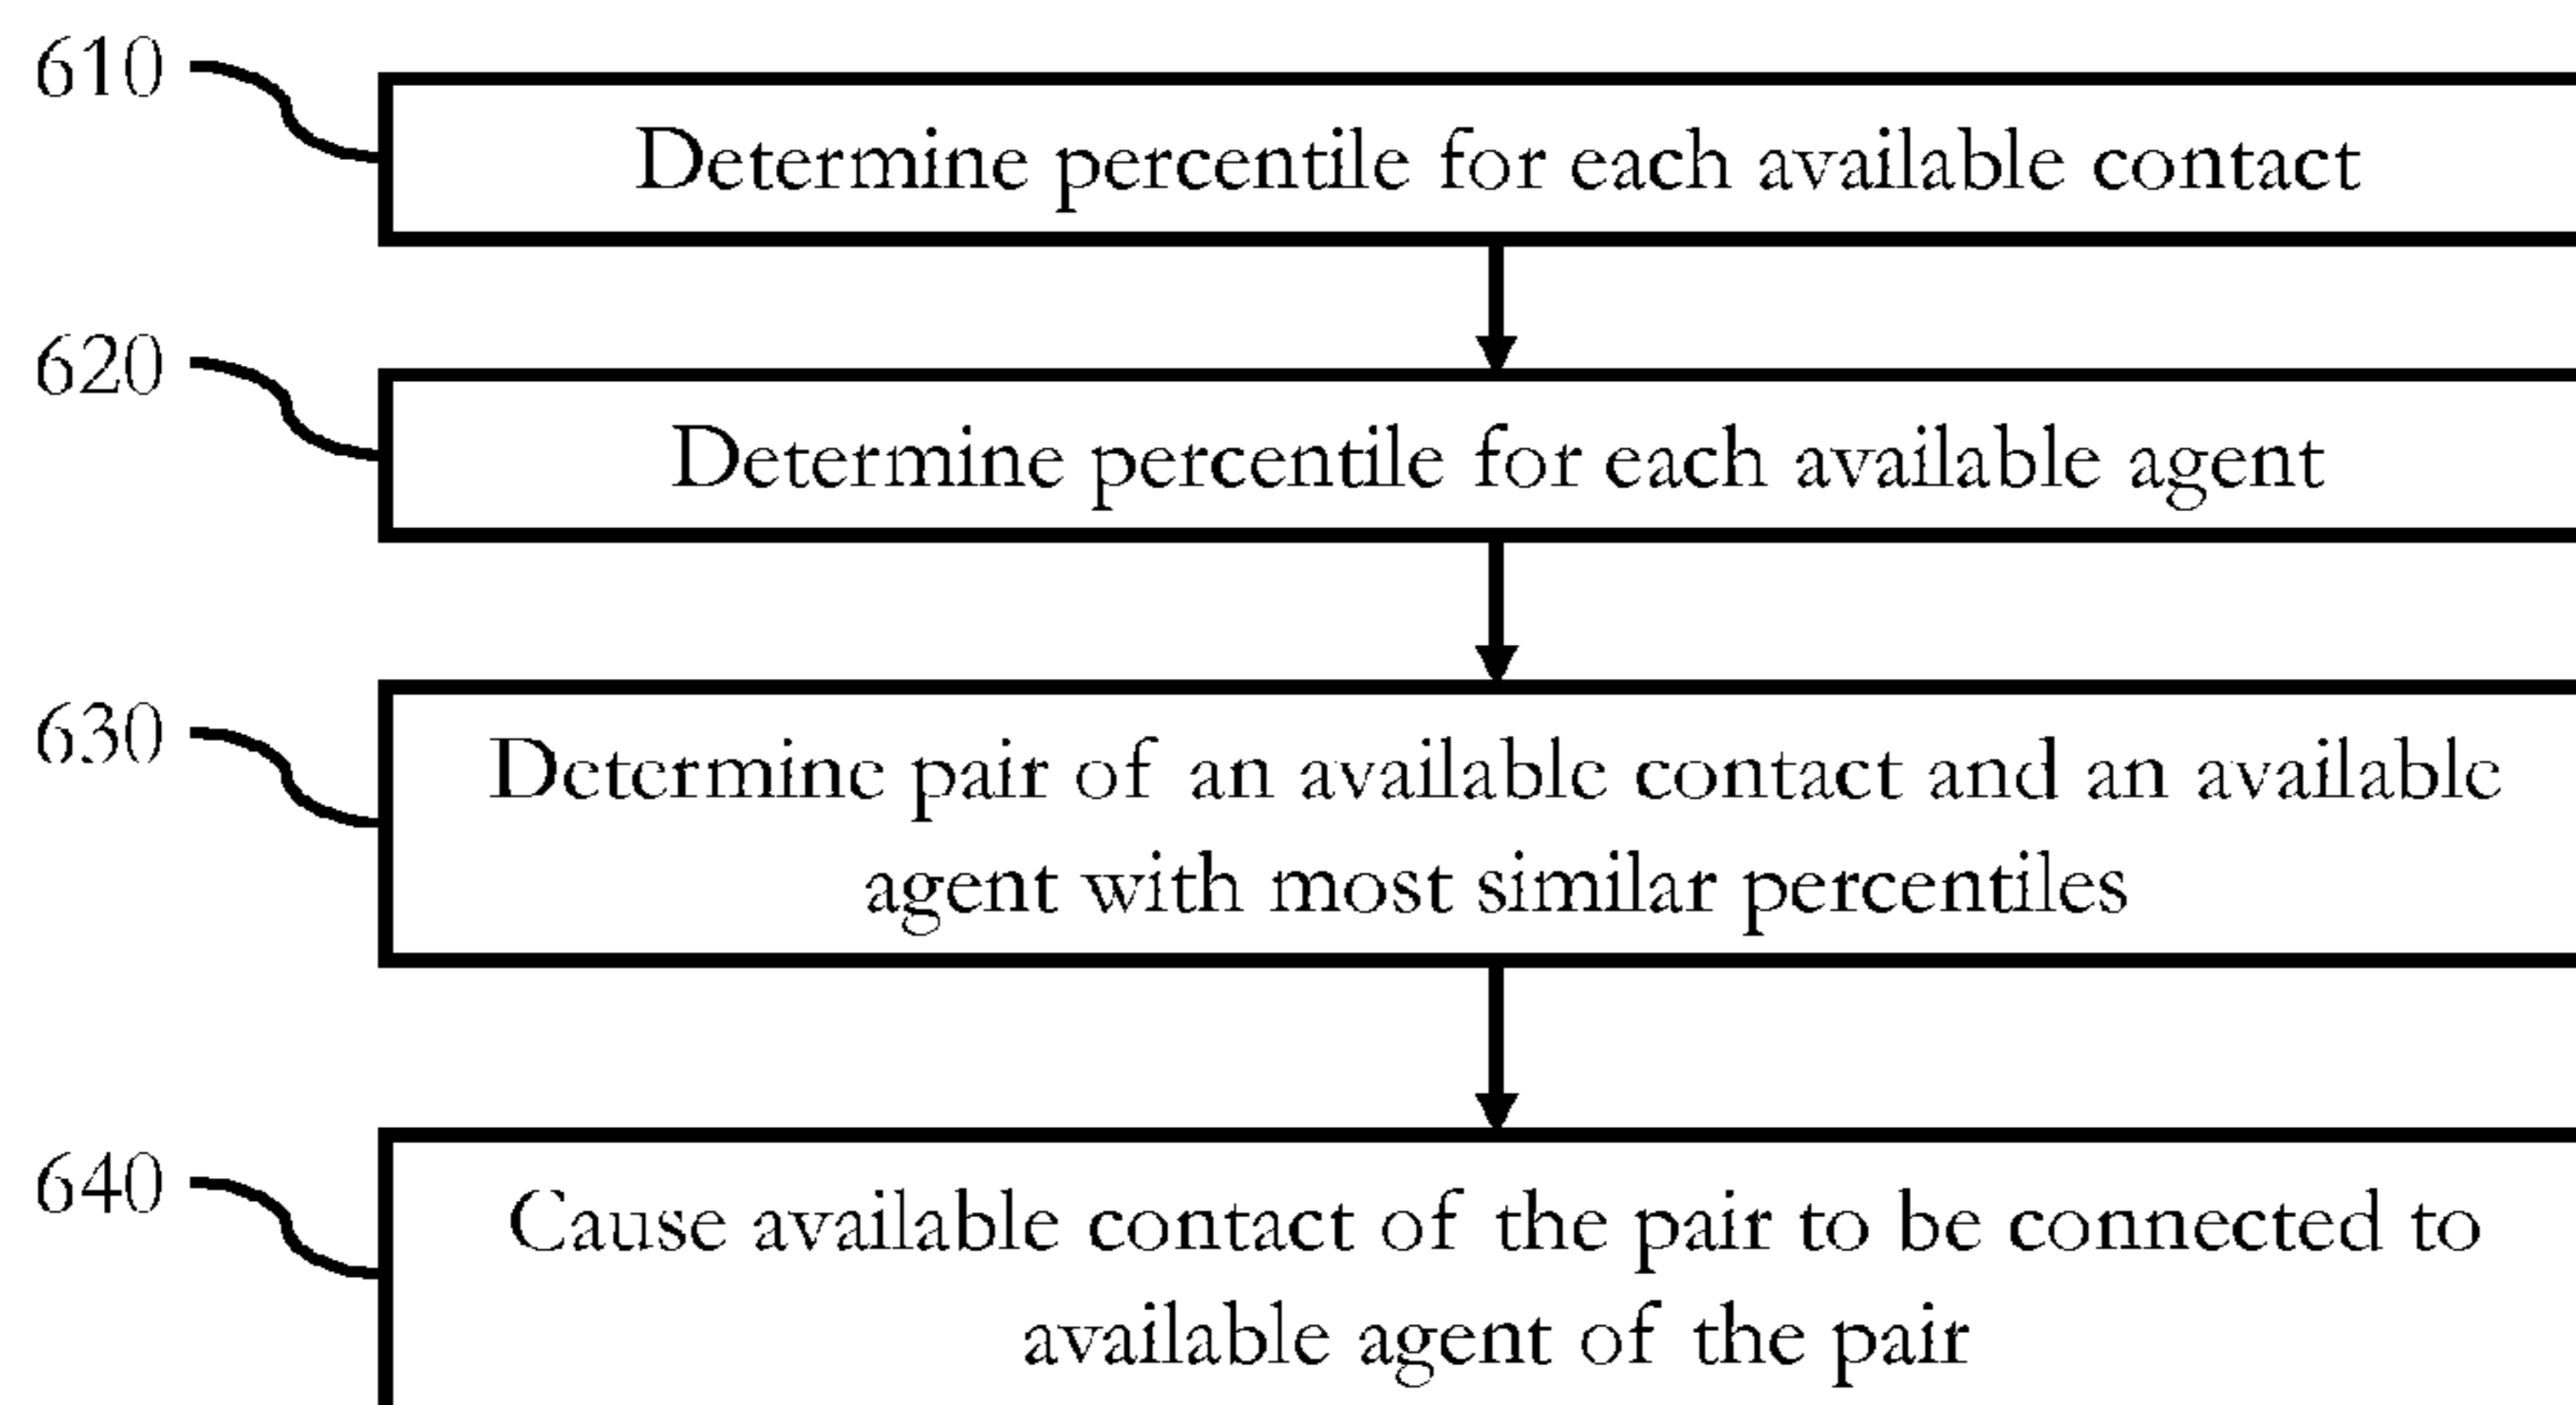 610
Determine percentile for each available contact
620
Determine percentile for each available agent
630
Determine pair of an available contact and an available
agent with most similar percentiles
640
Cause available contact of the pair to be connected to
available agent of the pair